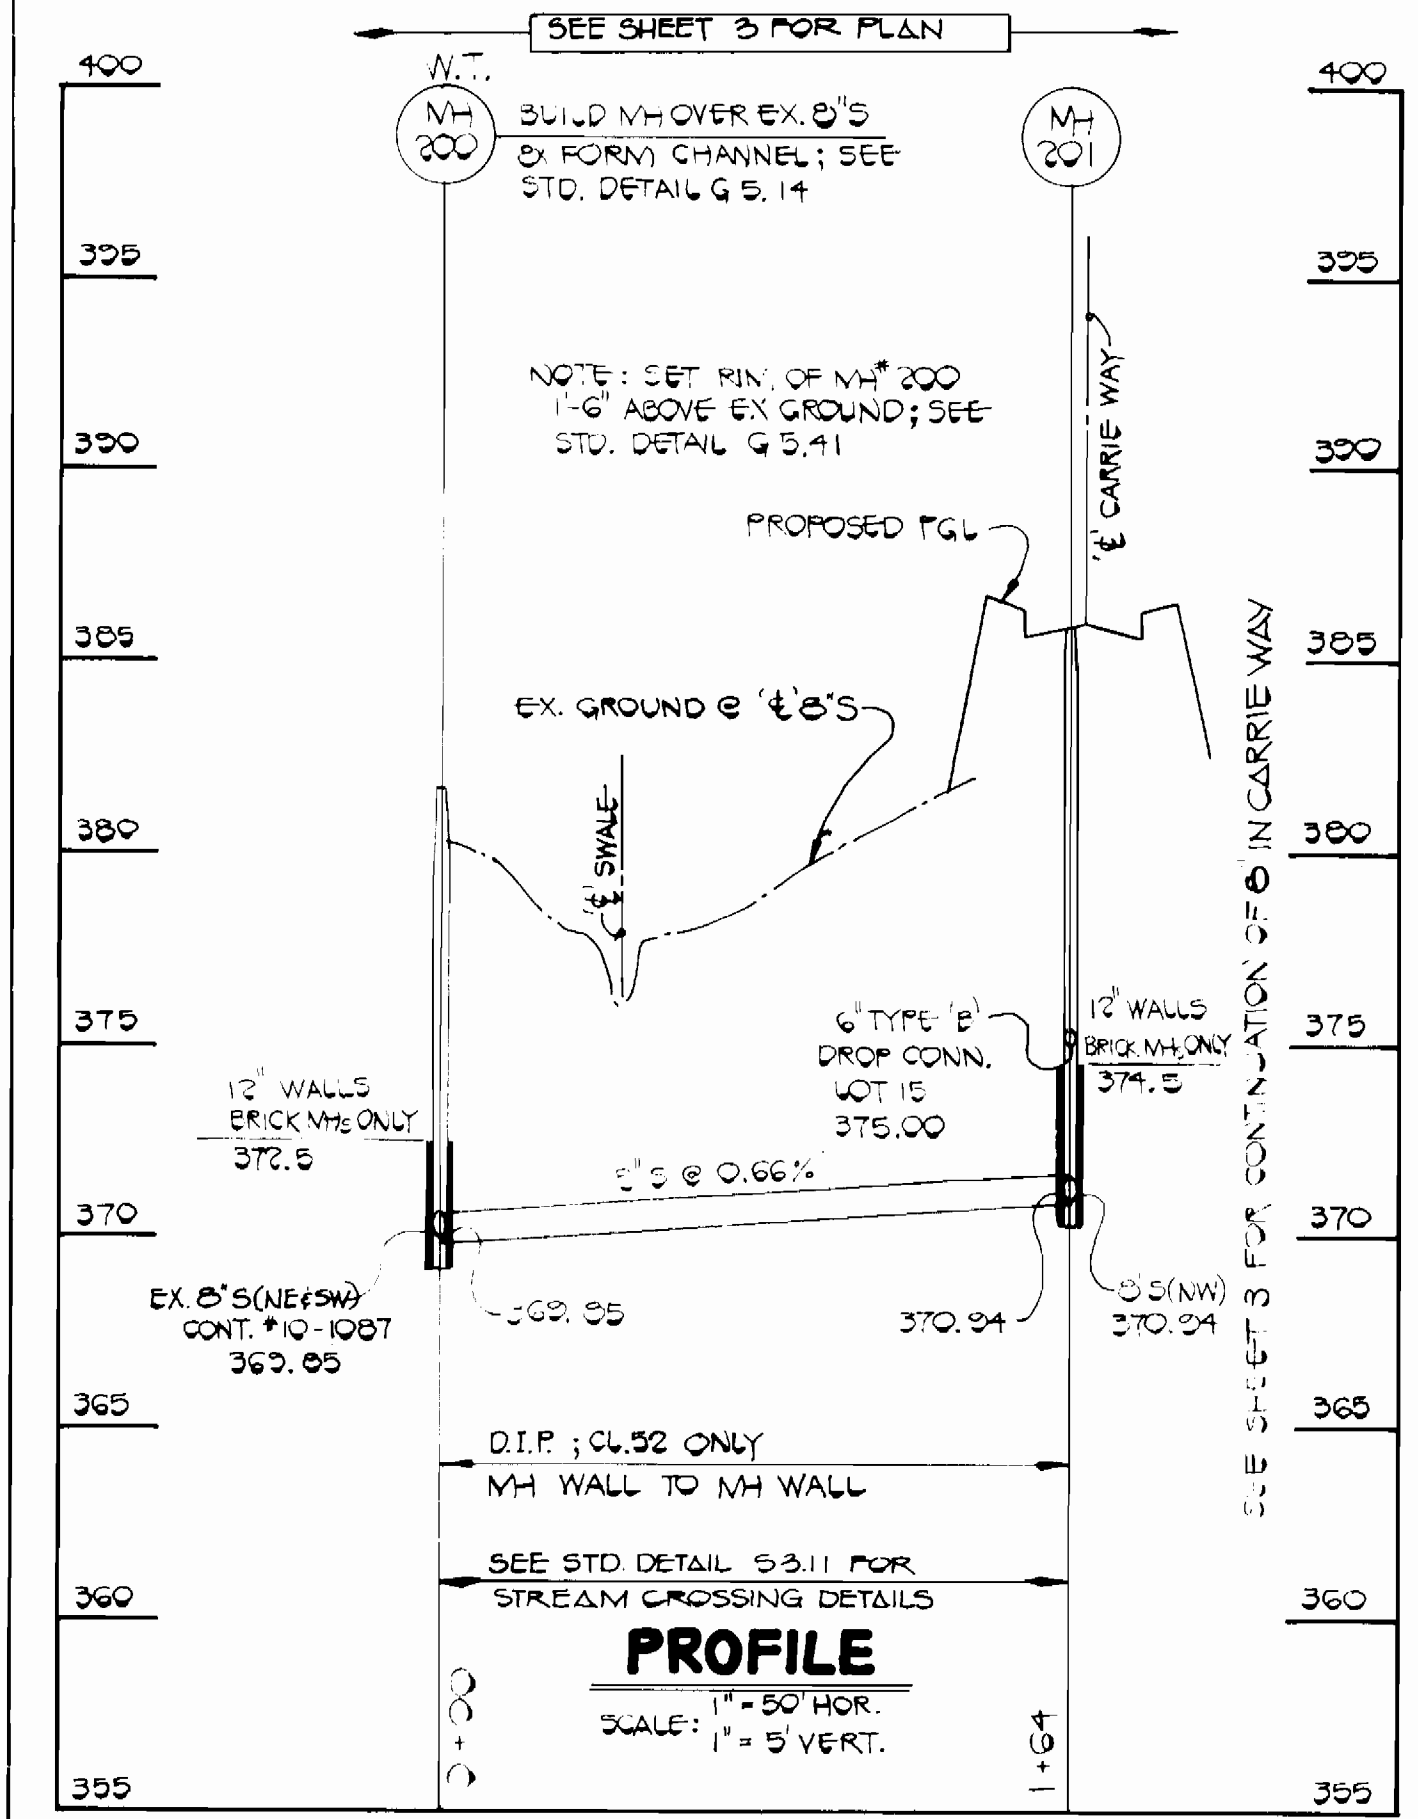 SEE SHEET 3 FOR PLAN
400
400
W.T.
MH
200
BUILD MH OVER EX. 8"S
& FORM CHANNEL; SEE
STD. DETAIL G 5.14
MH
201
395
395
NOTE: SET RIM OF MH# 200
1'-6" ABOVE EX GROUND; SEE
STD. DETAIL G 5.41
℄ CARRIE WAY
390
390
PROPOSED PGL
385
385
EX. GROUND @ ℄ 8"S
℄ SWALE
380
380
SEE SHEET 3 FOR CONTINUATION OF 8" IN CARRIE WAY
375
375
6" TYPE 'B'
DROP CONN.
LOT 15
375.00
12" WALLS
BRICK MHs ONLY
374.5
12" WALLS
BRICK MHs ONLY
372.5
"S @ 0.66%
370
370
EX. 8"S (NE&SW)
CONT. #10-1087
369.85
369.85
370.94
8"S (NW)
370.94
365
365
D.I.P. ; CL.52 ONLY
MH WALL TO MH WALL
SEE STD. DETAIL S3.11 FOR
STREAM CROSSING DETAILS
360
360
PROFILE
SCALE: 1" = 50' HOR.
1" = 5' VERT.
0+00
1+64
355
355